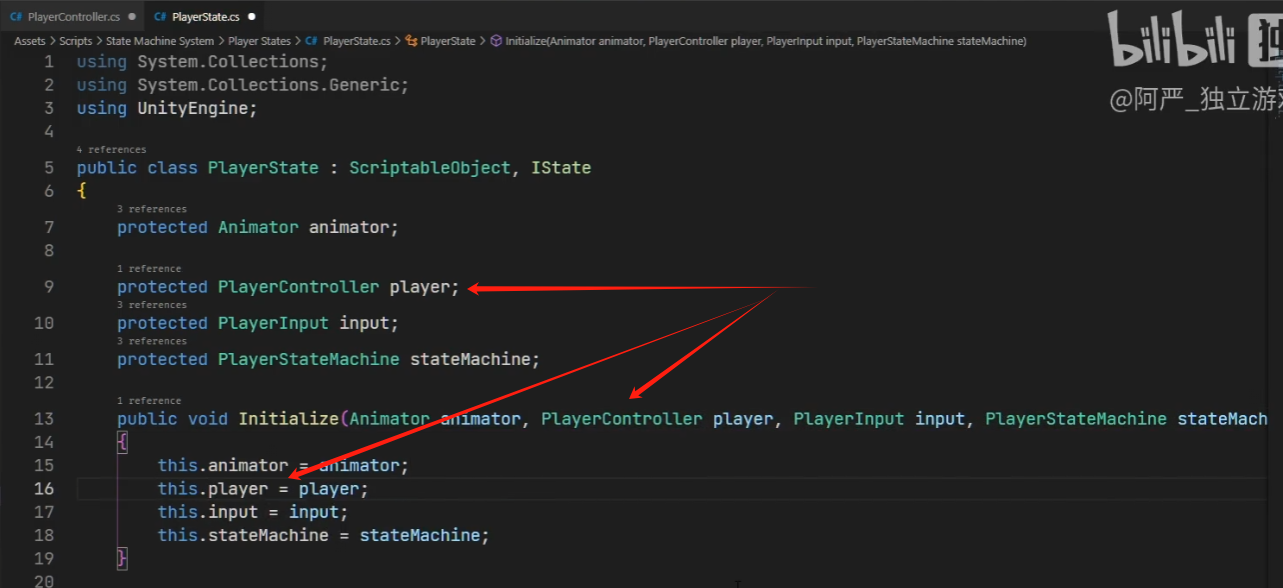 C# PlayerController.cs ● C# PlayerState.cs ●
Assets > Scripts > State Machine System > Player States > C# PlayerState.cs > PlayerState > Initialize(Animator animator, PlayerController player, PlayerInput input, PlayerStateMachine stateMachine)
bilibili 独
@阿严_独立游戏
1 using System.Collections;
2 using System.Collections.Generic;
3 using UnityEngine;
4
4 references
5 public class PlayerState : ScriptableObject, IState
6 {
3 references
7 protected Animator animator;
8
1 reference
9 protected PlayerController player;
3 references
10 protected PlayerInput input;
3 references
11 protected PlayerStateMachine stateMachine;
12
1 reference
13 public void Initialize(Animator animator, PlayerController player, PlayerInput input, PlayerStateMachine stateMach
14 {
15 this.animator = animator;
16 this.player = player;
17 this.input = input;
18 this.stateMachine = stateMachine;
19 }
20